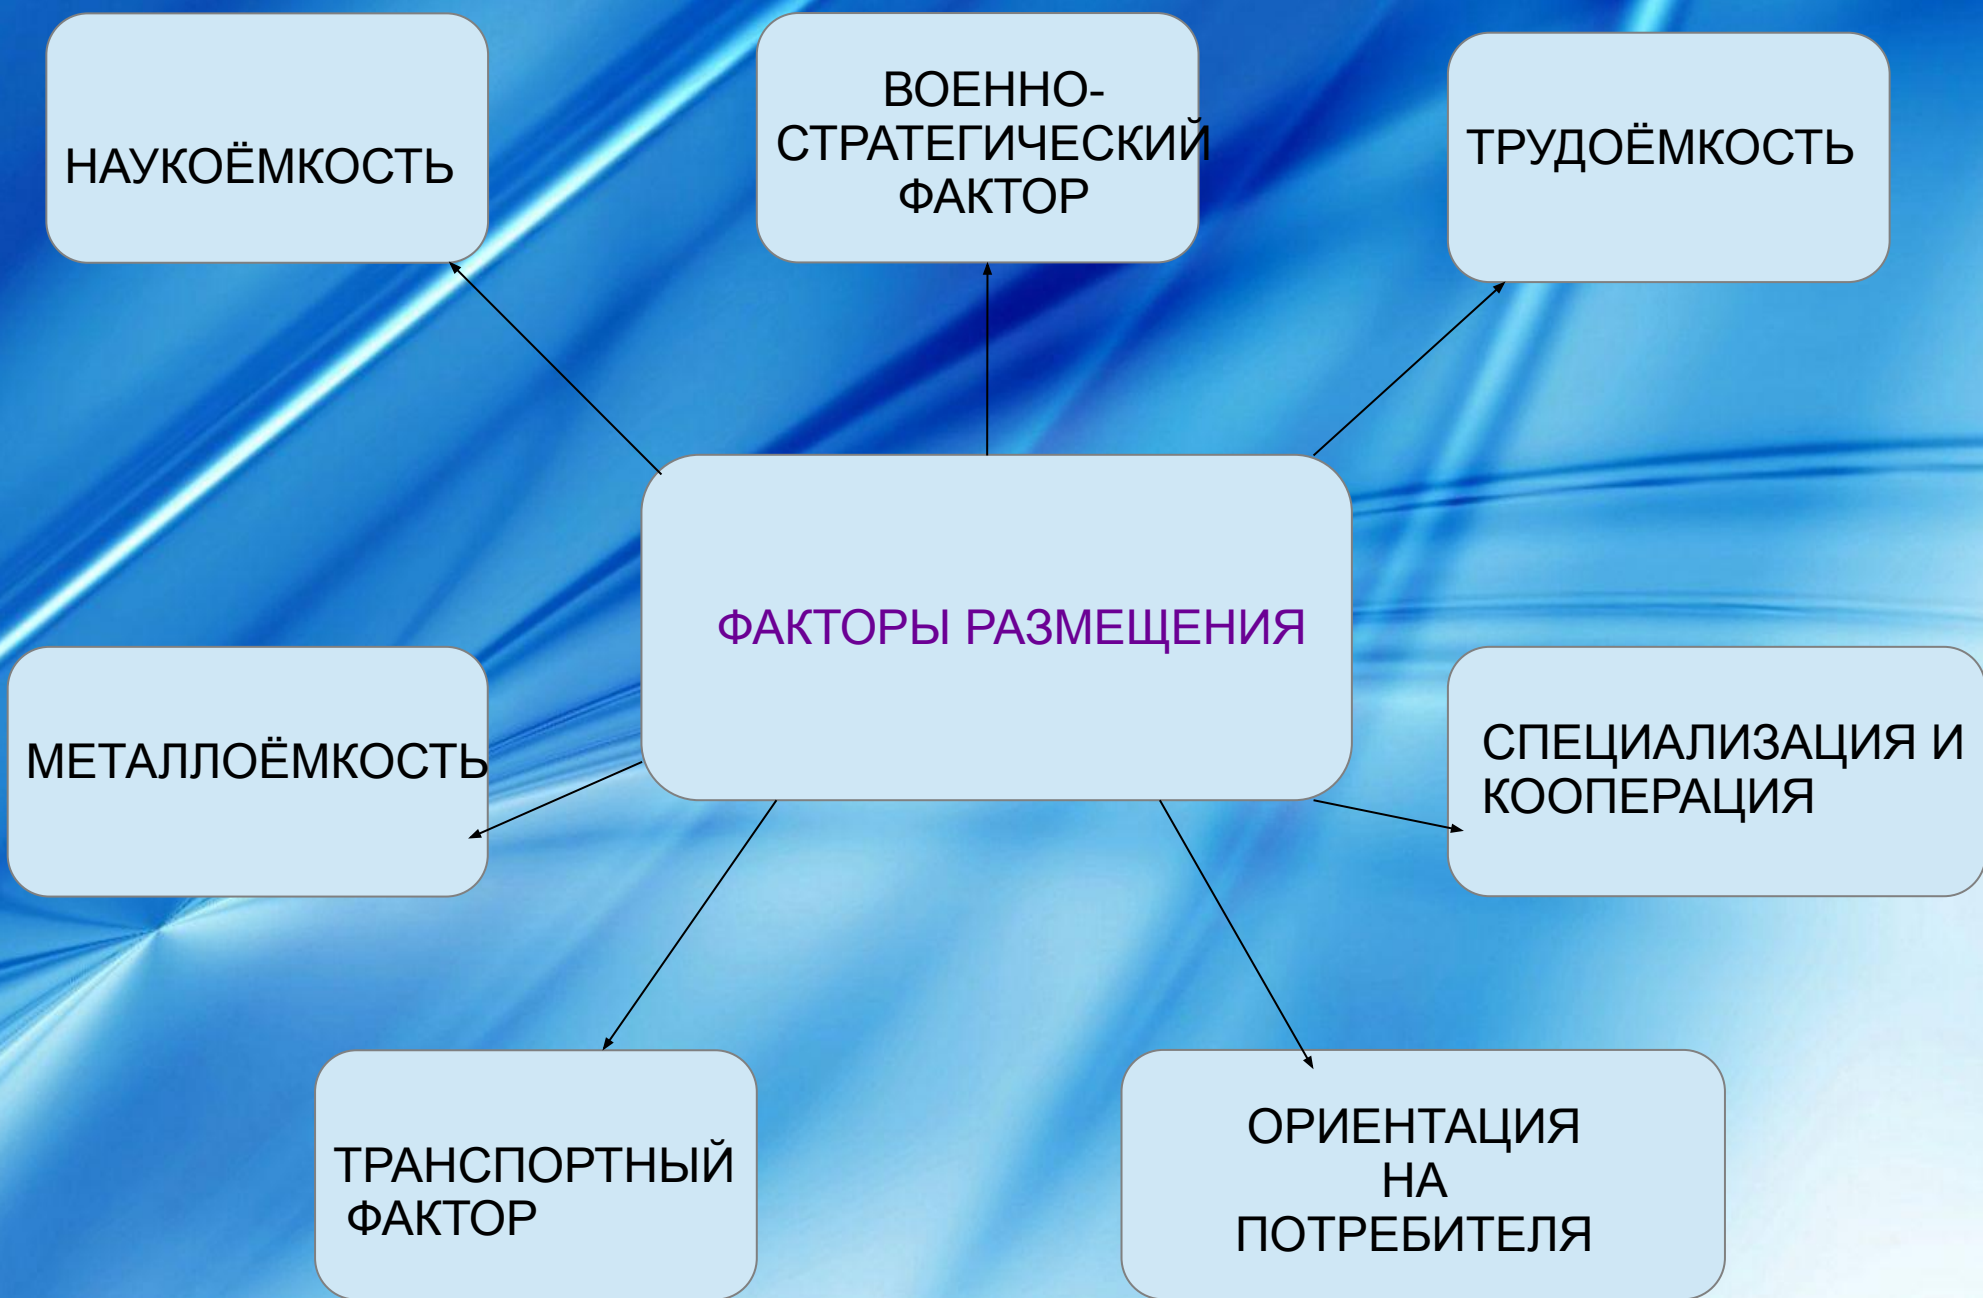 НАУКОЁМКОСТЬ
ВОЕННО-
СТРАТЕГИЧЕСКИЙ
ФАКТОР
ТРУДОЁМКОСТЬ
ФАКТОРЫ РАЗМЕЩЕНИЯ
МЕТАЛЛОЁМКОСТЬ
СПЕЦИАЛИЗАЦИЯ И
КООПЕРАЦИЯ
ТРАНСПОРТНЫЙ
ФАКТОР
ОРИЕНТАЦИЯ
НА
ПОТРЕБИТЕЛЯ